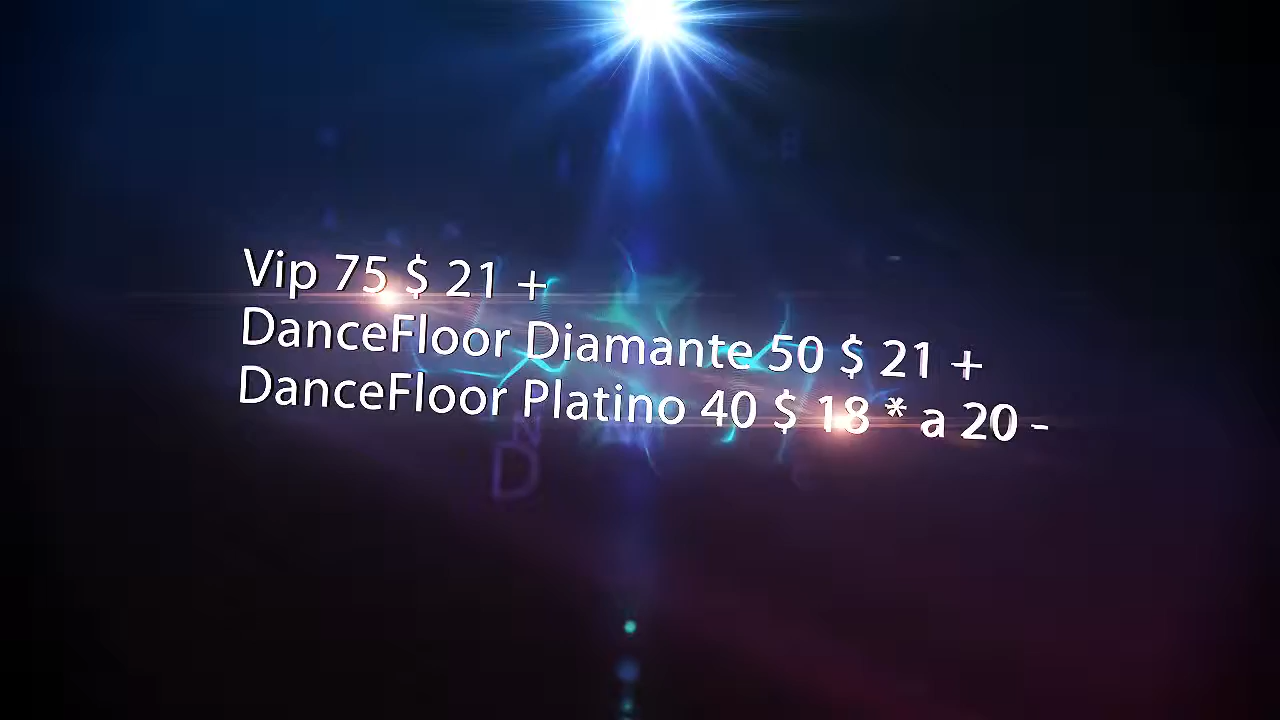 Vip 75 $ 21 +
DanceFloor Diamante 50 $ 21 +
DanceFloor Platino 40 $ 18 * a 20 -
N
D